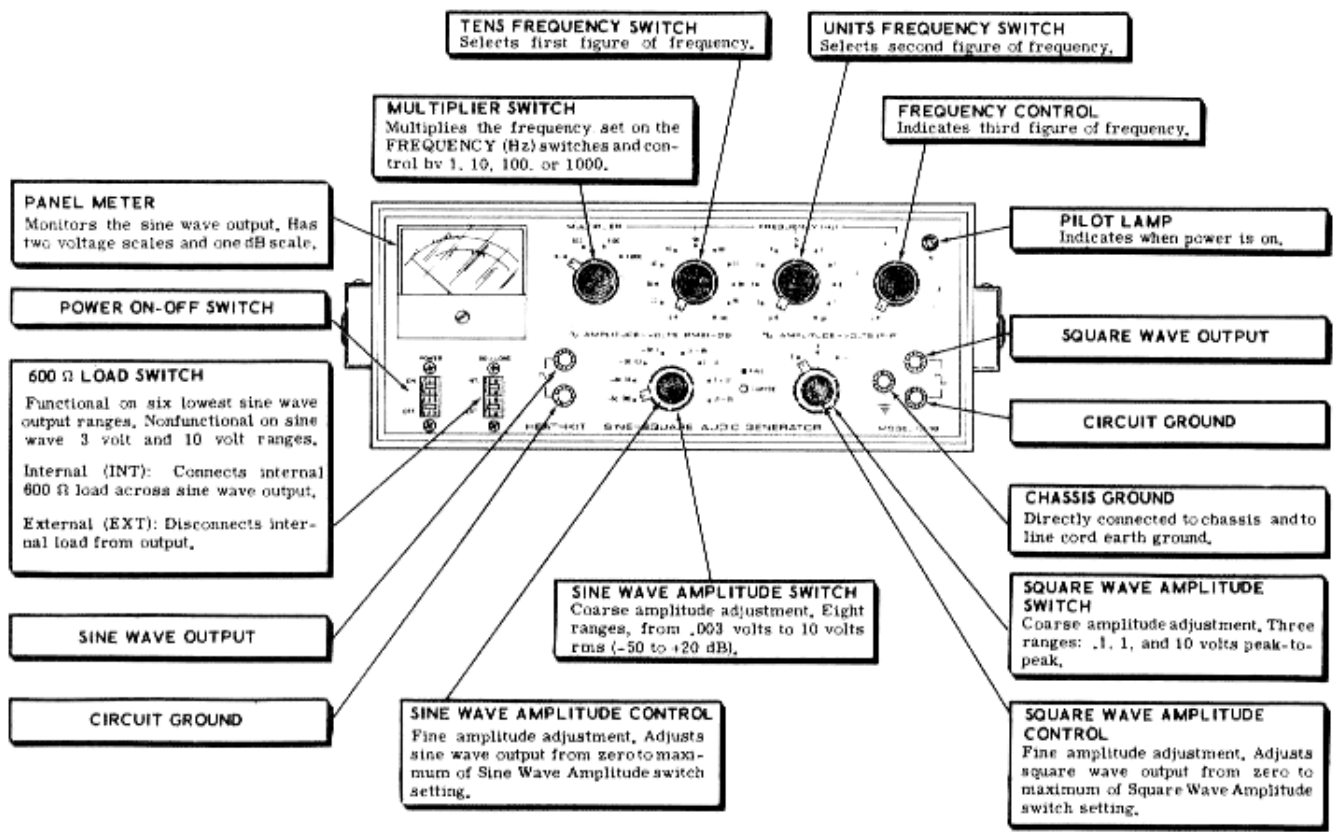 TENS FREQUENCY SWITCH
Selects first figure of frequency.
UNITS FREQUENCY SWITCH
Selects second figure of frequency.
MULTIPLIER SWITCH
Multiplies the frequency set on the
FREQUENCY (Hz) switches and con-
trol by 1, 10, 100, or 1000.
FREQUENCY CONTROL
Indicates third figure of frequency.
PANEL METER
Monitors the sine wave output. Has
two voltage scales and one dB scale.
PILOT LAMP
Indicates when power is on.
POWER ON-OFF SWITCH
SQUARE WAVE OUTPUT
600 Ω LOAD SWITCH
Functional on six lowest sine wave
output ranges. Nonfunctional on sine
wave 3 volt and 10 volt ranges.
Internal (INT): Connects internal
600 Ω load across sine wave output.
External (EXT): Disconnects inter-
nal load from output.
CIRCUIT GROUND
CHASSIS GROUND
Directly connected to chassis and to
line cord earth ground.
SINE WAVE OUTPUT
SINE WAVE AMPLITUDE SWITCH
Coarse amplitude adjustment. Eight
ranges, from .003 volts to 10 volts
rms (-50 to +20 dB).
SQUARE WAVE AMPLITUDE
SWITCH
Coarse amplitude adjustment. Three
ranges: .1, 1, and 10 volts peak-to-
peak.
CIRCUIT GROUND
SINE WAVE AMPLITUDE CONTROL
Fine amplitude adjustment. Adjusts
sine wave output from zero to maxi-
mum of Sine Wave Amplitude switch
setting.
SQUARE WAVE AMPLITUDE
CONTROL
Fine amplitude adjustment. Adjusts
square wave output from zero to
maximum of Square Wave Amplitude
switch setting.
MULTIPLIER
FREQUENCY (Hz)
POWER
SINE-SQUARE AUDIO GENERATOR
MODEL